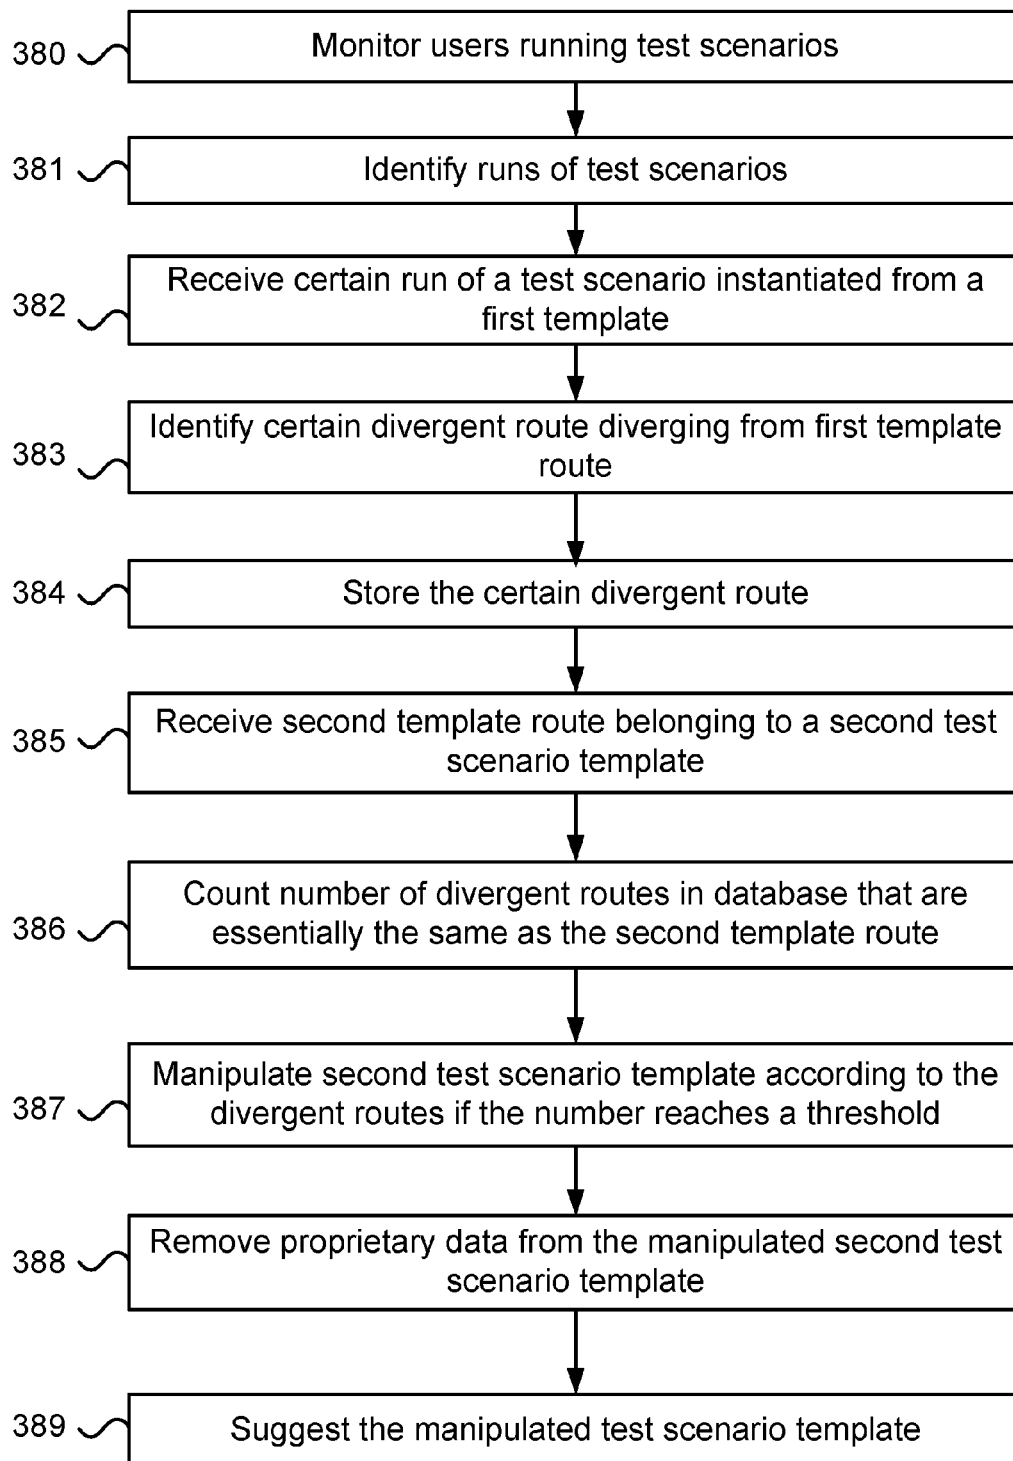 380
Monitor users running test scenarios
381
Identify runs of test scenarios
382
Receive certain run of a test scenario instantiated from a
first template
383
Identify certain divergent route diverging from first template
route
384
Store the certain divergent route
385
Receive second template route belonging to a second test
scenario template
386
Count number of divergent routes in database that are
essentially the same as the second template route
387
Manipulate second test scenario template according to the
divergent routes if the number reaches a threshold
388
Remove proprietary data from the manipulated second test
scenario template
389
Suggest the manipulated test scenario template